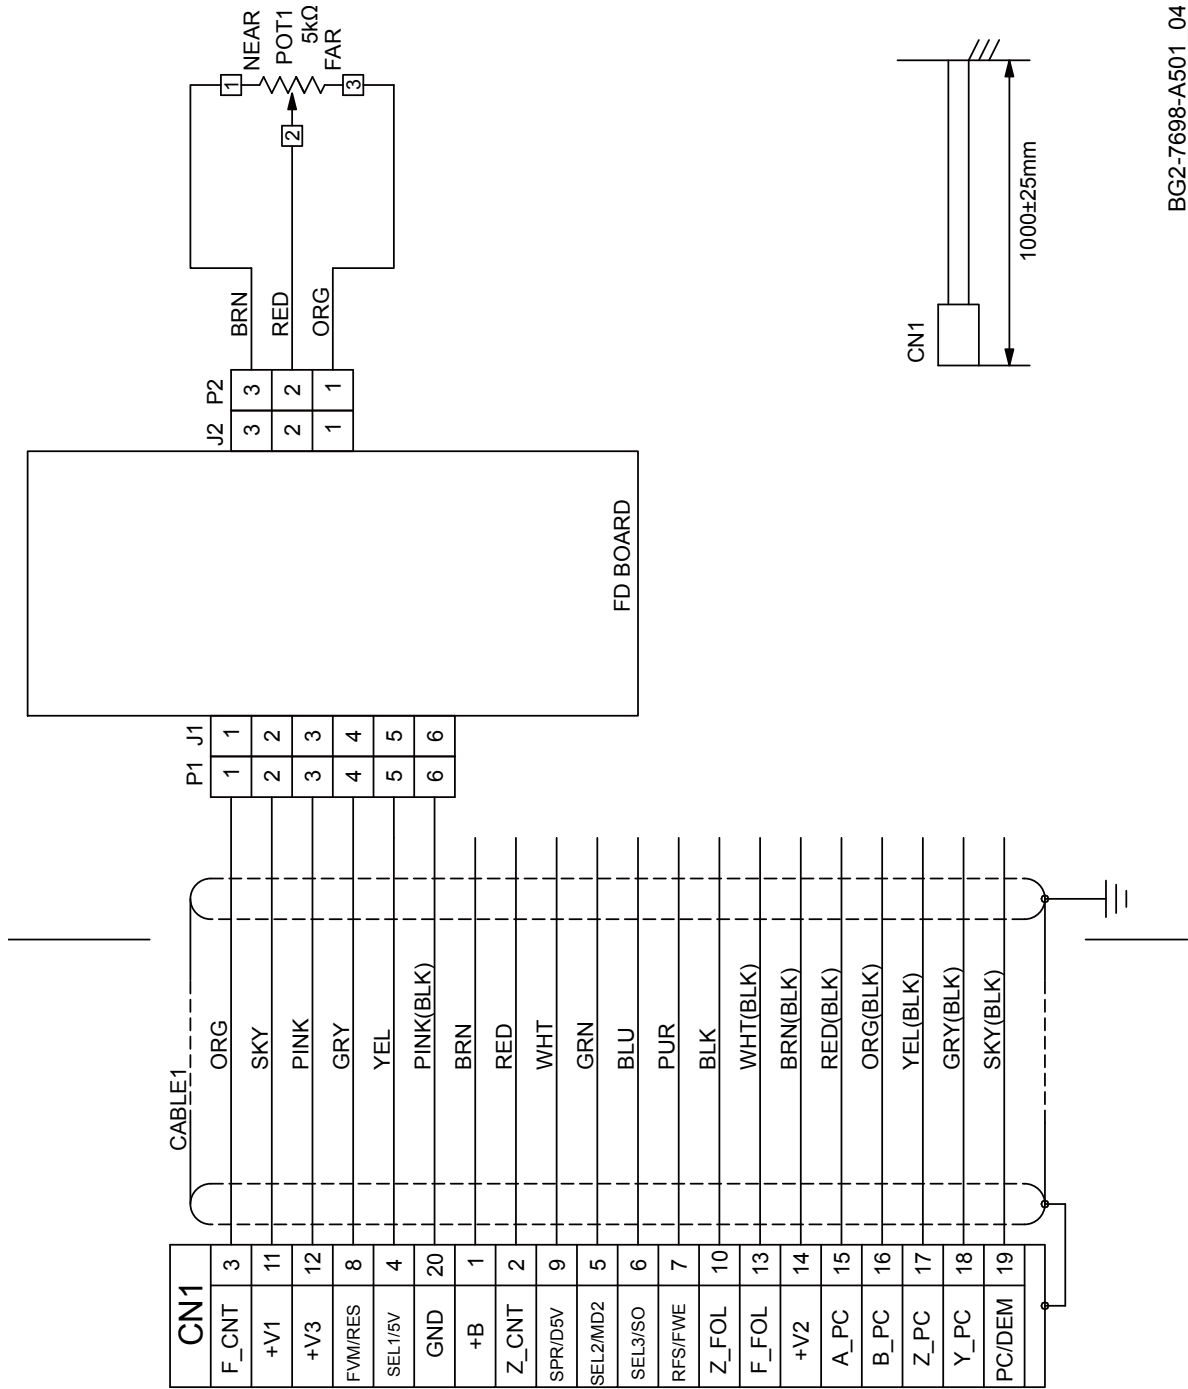 CN1
F_CNT 3 ORG
+V1 11 SKY
+V3 12 PINK
FVM/RES 8 GRY
SEL1/5V 4 YEL
GND 20 PINK(BLK)
+B 1 BRN
Z_CNT 2 RED
SPR/D5V 9 WHT
SEL2/MD2 5 GRN
SEL3/SO 6 BLU
RFS/FWE 7 PUR
Z_FOL 10 BLK
F_FOL 13 WHT(BLK)
+V2 14 BRN(BLK)
A_PC 15 RED(BLK)
B_PC 16 ORG(BLK)
Z_PC 17 YEL(BLK)
Y_PC 18 GRY(BLK)
PC/DEM 19 SKY(BLK)
CABLE1
P1 J1
1 1
2 2
3 3
4 4
5 5
6 6
FD BOARD
J2 P2
3 3 BRN
2 2 RED
1 1 ORG
1 NEAR
2 POT1
5kΩ
3 FAR
CN1
1000±25mm
BG2-7698-A501_04